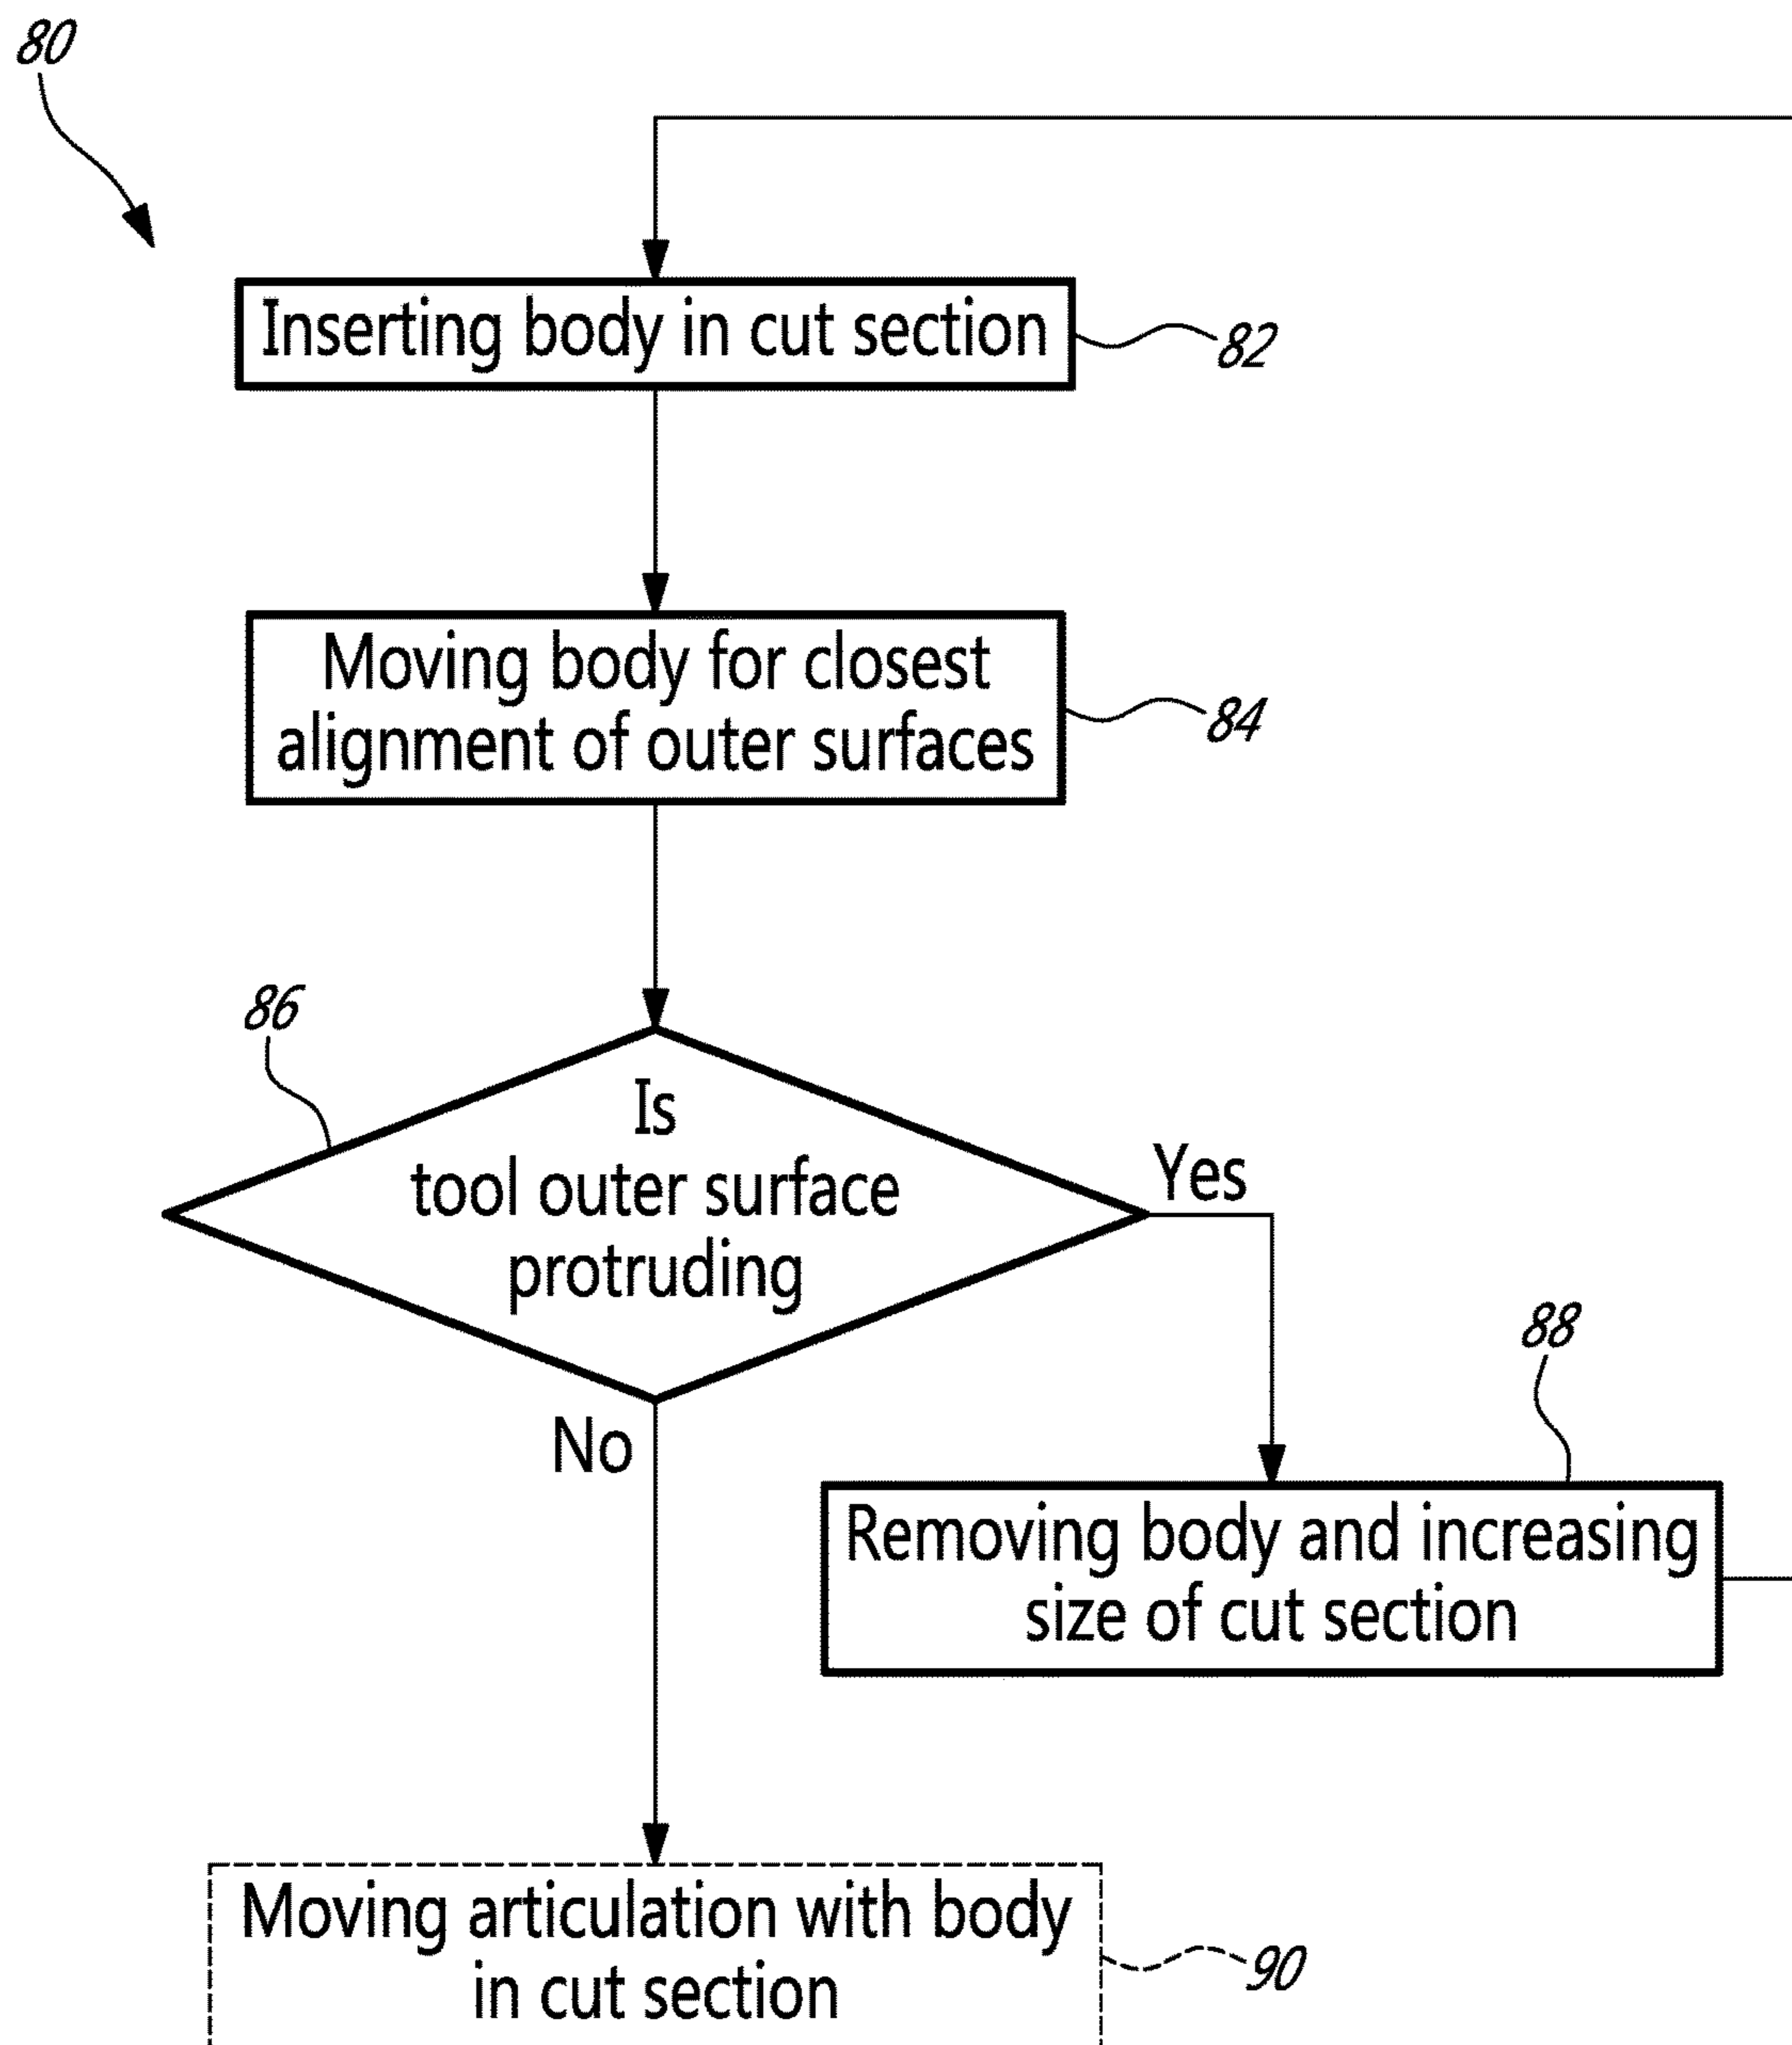 80
Inserting body in cut section
82
Moving body for closest
alignment of outer surfaces
84
86
Is
tool outer surface
protruding
Yes
No
88
Removing body and increasing
size of cut section
Moving articulation with body
in cut section
90